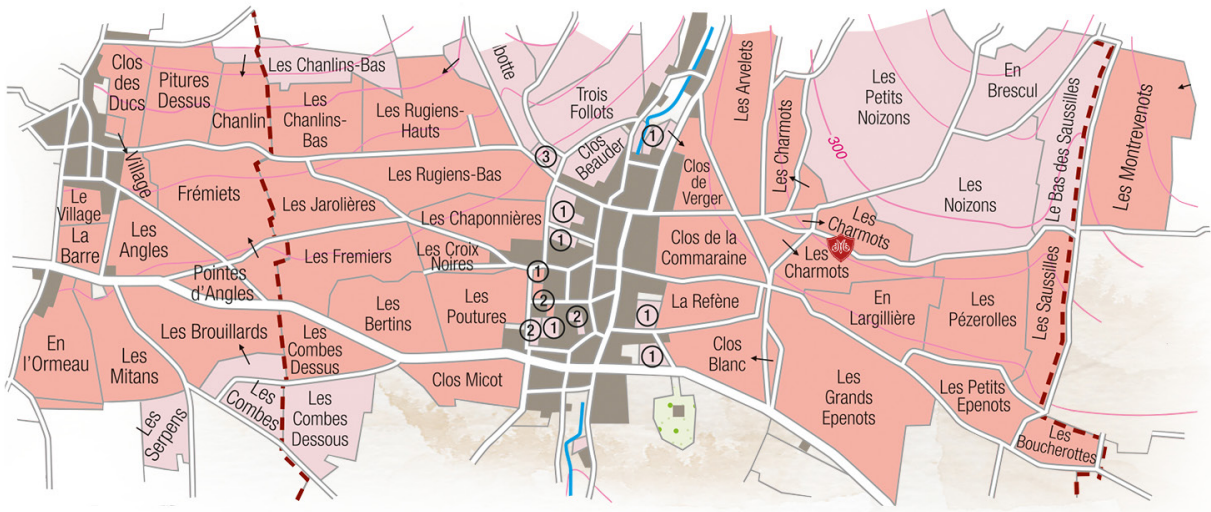 Clos
des
Ducs
Pitures
Dessus
Chanlin
Les Chanlins-Bas
Les
Chanlins-
Bas
Les Rugiens-
Hauts
botte
Trois
Follots
Clos
Beauder
1
3
Les Arvelets
Clos
de
Verger
Les Charmots
Les
Petits
Noizons
300
En
Brescul
Le Bas des Saussilles
Les Montrevenots
Village
Frémiets
Les Jarolières
Les Rugiens-Bas
Les Chaponnières
1
1
Les
Noizons
Le
Village
La
Barre
Les
Angles
Pointes
d'Angles
Les Fremiers
Les Croix
Noires
1
2
2
1
2
Clos de la
Commaraine
Les
Charmots
Les
Charmots
Les
Bertins
Les
Poutures
La Refène
1
1
En
Largillière
Les
Pézerolles
Les Saussilles
En
l'Ormeau
Les
Mitans
Les Brouillards
Les
Combes
Dessus
Clos Micot
Clos
Blanc
Les
Grands
Epenots
Les Petits
Epenots
Les
Boucherottes
Les
Serpens
Les
Combes
Les
Combes
Dessous